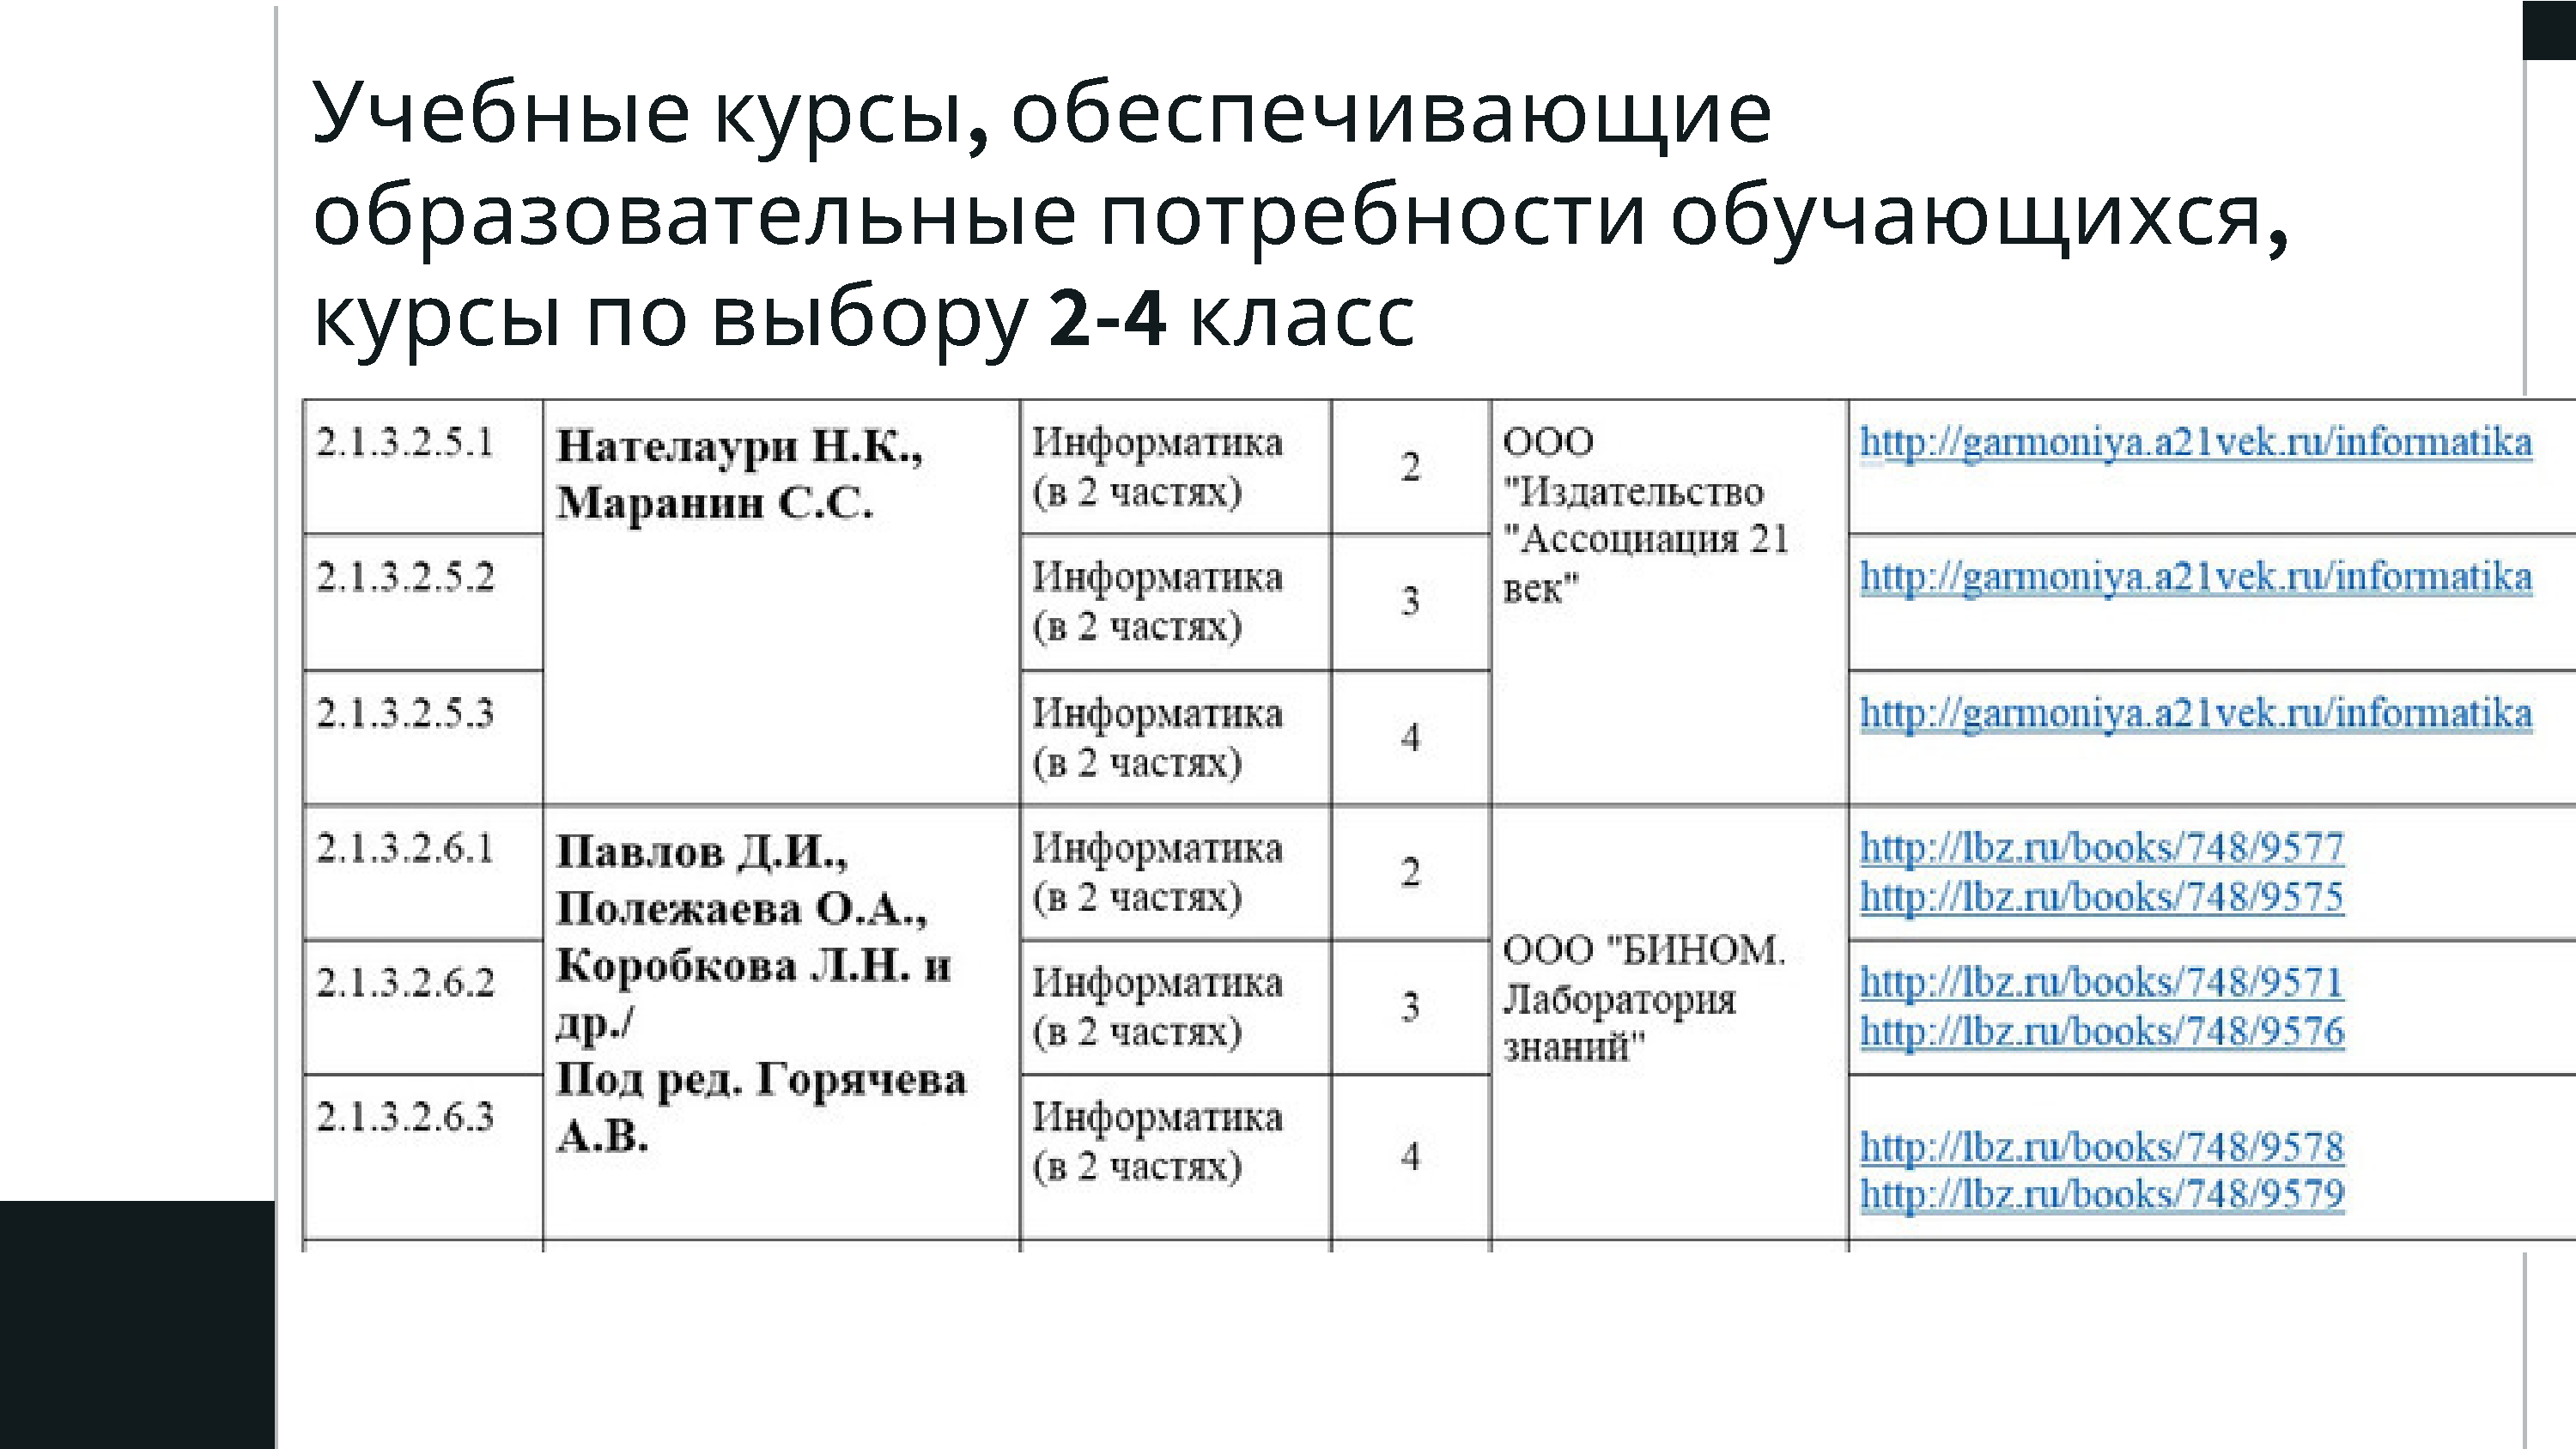 Учебные курсы, обеспечивающие
образовательные потребности обучающихся,
курсы по выбору 2-4 класс
2.1.3.2.5.1
Нателаури Н.К.,
Маранин С.С.
Информатика
(в 2 частях)
2
ООО
"Издательство
"Ассоциация 21
век"
http://garmoniya.a21vek.ru/informatika
2.1.3.2.5.2
Информатика
(в 2 частях)
3
http://garmoniya.a21vek.ru/informatika
2.1.3.2.5.3
Информатика
(в 2 частях)
4
http://garmoniya.a21vek.ru/informatika
2.1.3.2.6.1
Павлов Д.И.,
Полежаева О.А.,
Коробкова Л.Н. и
др./
Под ред. Горячева
А.В.
Информатика
(в 2 частях)
2
ООО "БИНОМ.
Лаборатория
знаний"
http://lbz.ru/books/748/9577
http://lbz.ru/books/748/9575
2.1.3.2.6.2
Информатика
(в 2 частях)
3
http://lbz.ru/books/748/9571
http://lbz.ru/books/748/9576
2.1.3.2.6.3
Информатика
(в 2 частях)
4
http://lbz.ru/books/748/9578
http://lbz.ru/books/748/9579